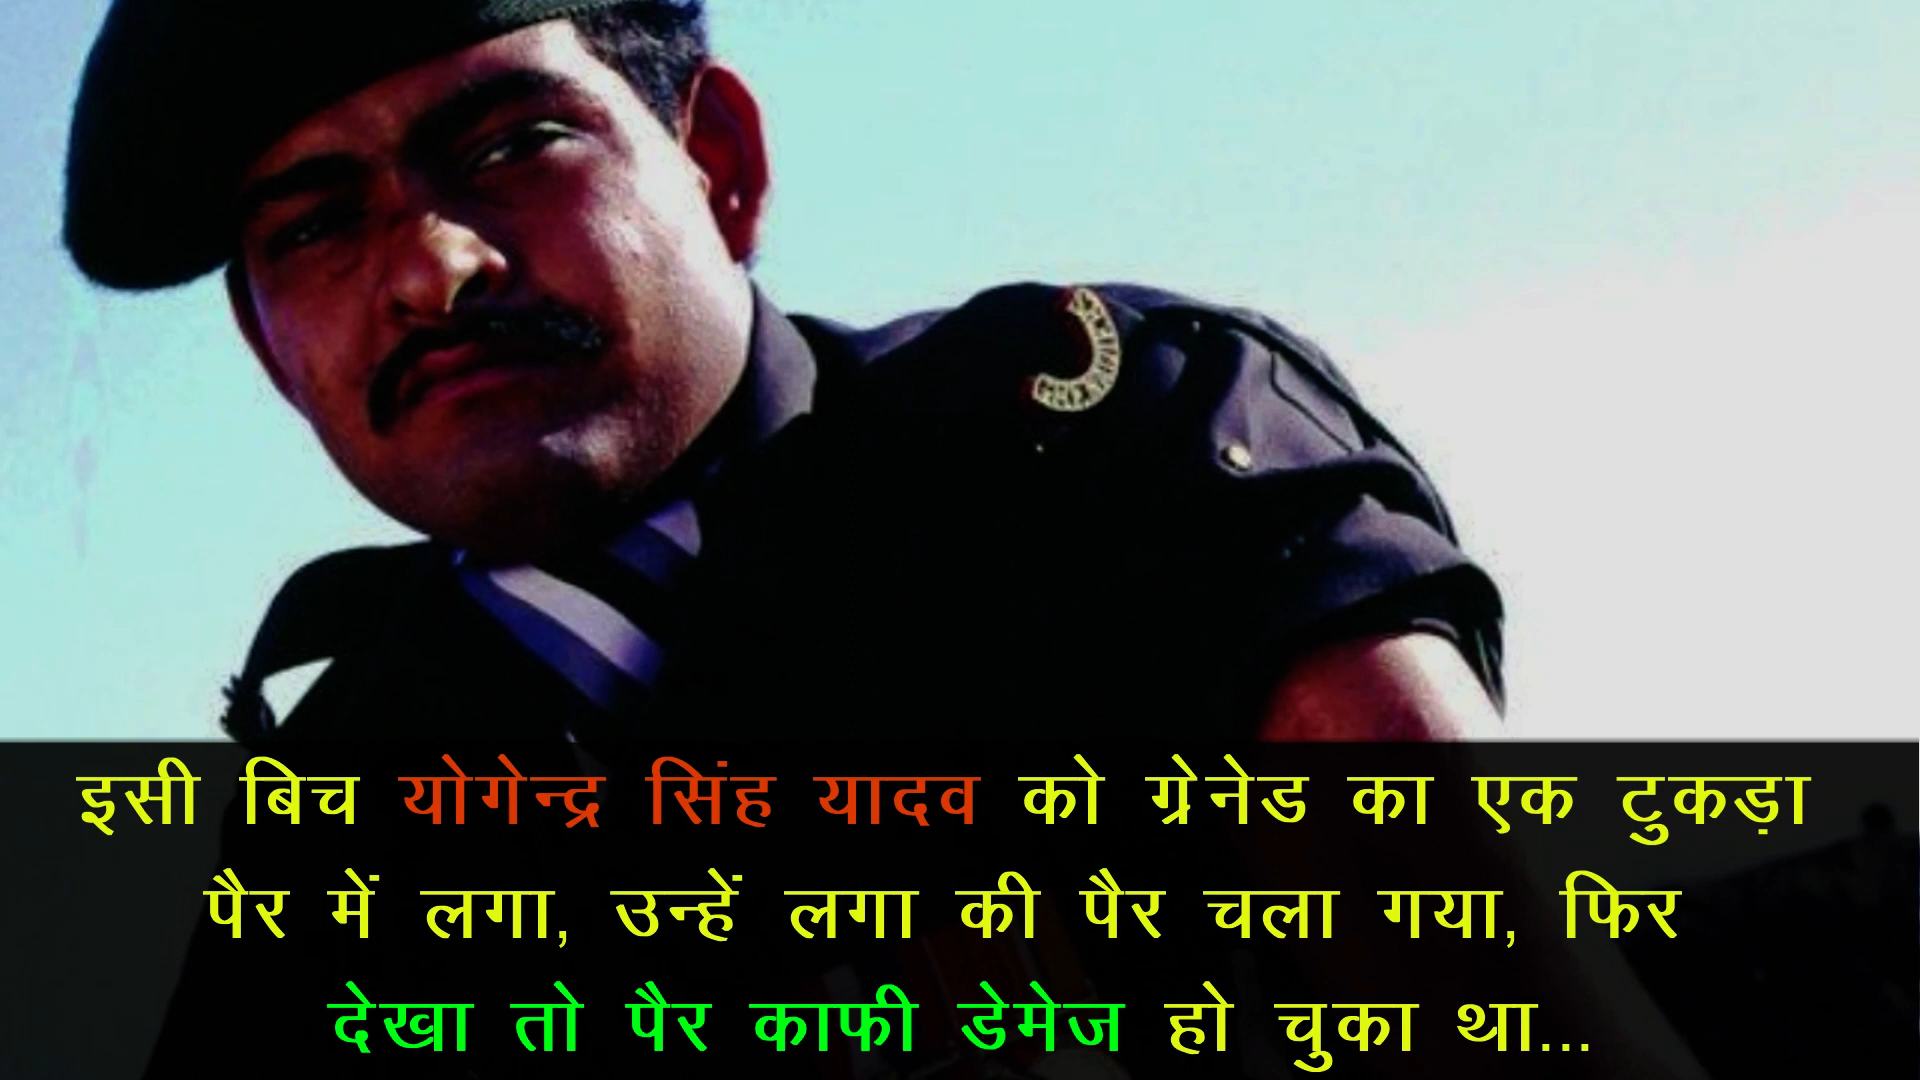 इसी बिच योगेन्द्र सिंह यादव को ग्रेनेड का एक टुकड़ा
पैर में लगा, उन्हें लगा की पैर चला गया, फिर
देखा तो पैर काफी डेमेज हो चुका था...